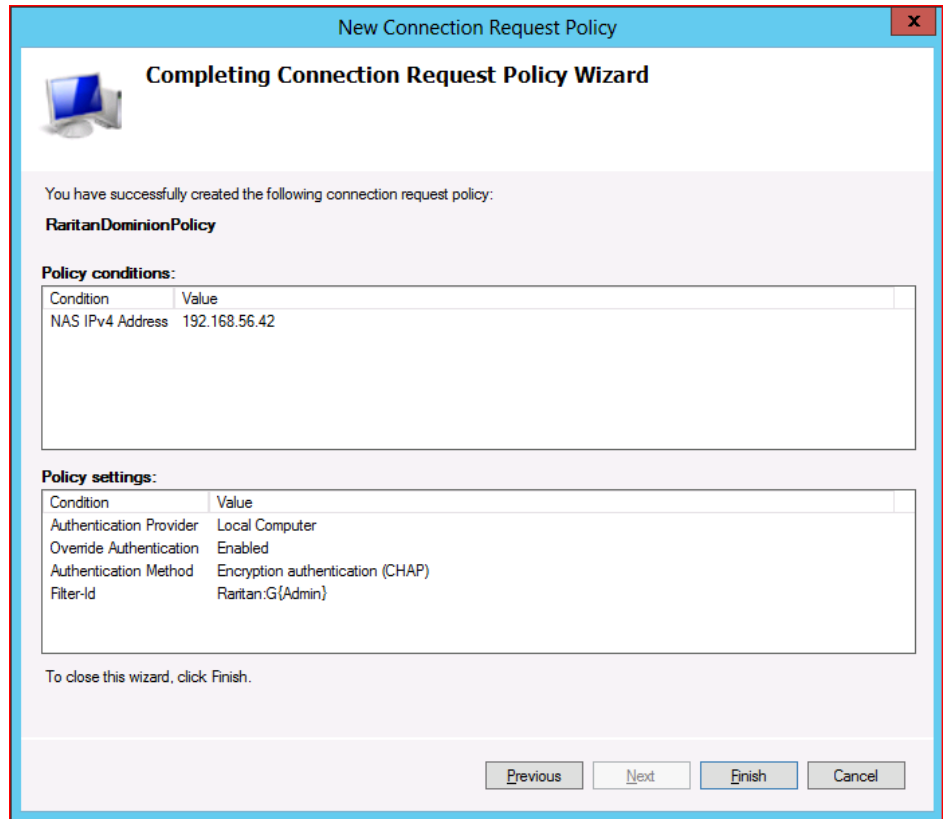 New Connection Request Policy
x
Completing Connection Request Policy Wizard
You have successfully created the following connection request policy:
RaritanDominionPolicy
Policy conditions:
Condition Value
NAS IPv4 Address 192.168.56.42
Policy settings:
Condition Value
Authentication Provider Local Computer
Override Authentication Enabled
Authentication Method Encryption authentication (CHAP)
Filter-Id Raritan:G{Admin}
To close this wizard, click Finish.
Previous Next Finish Cancel